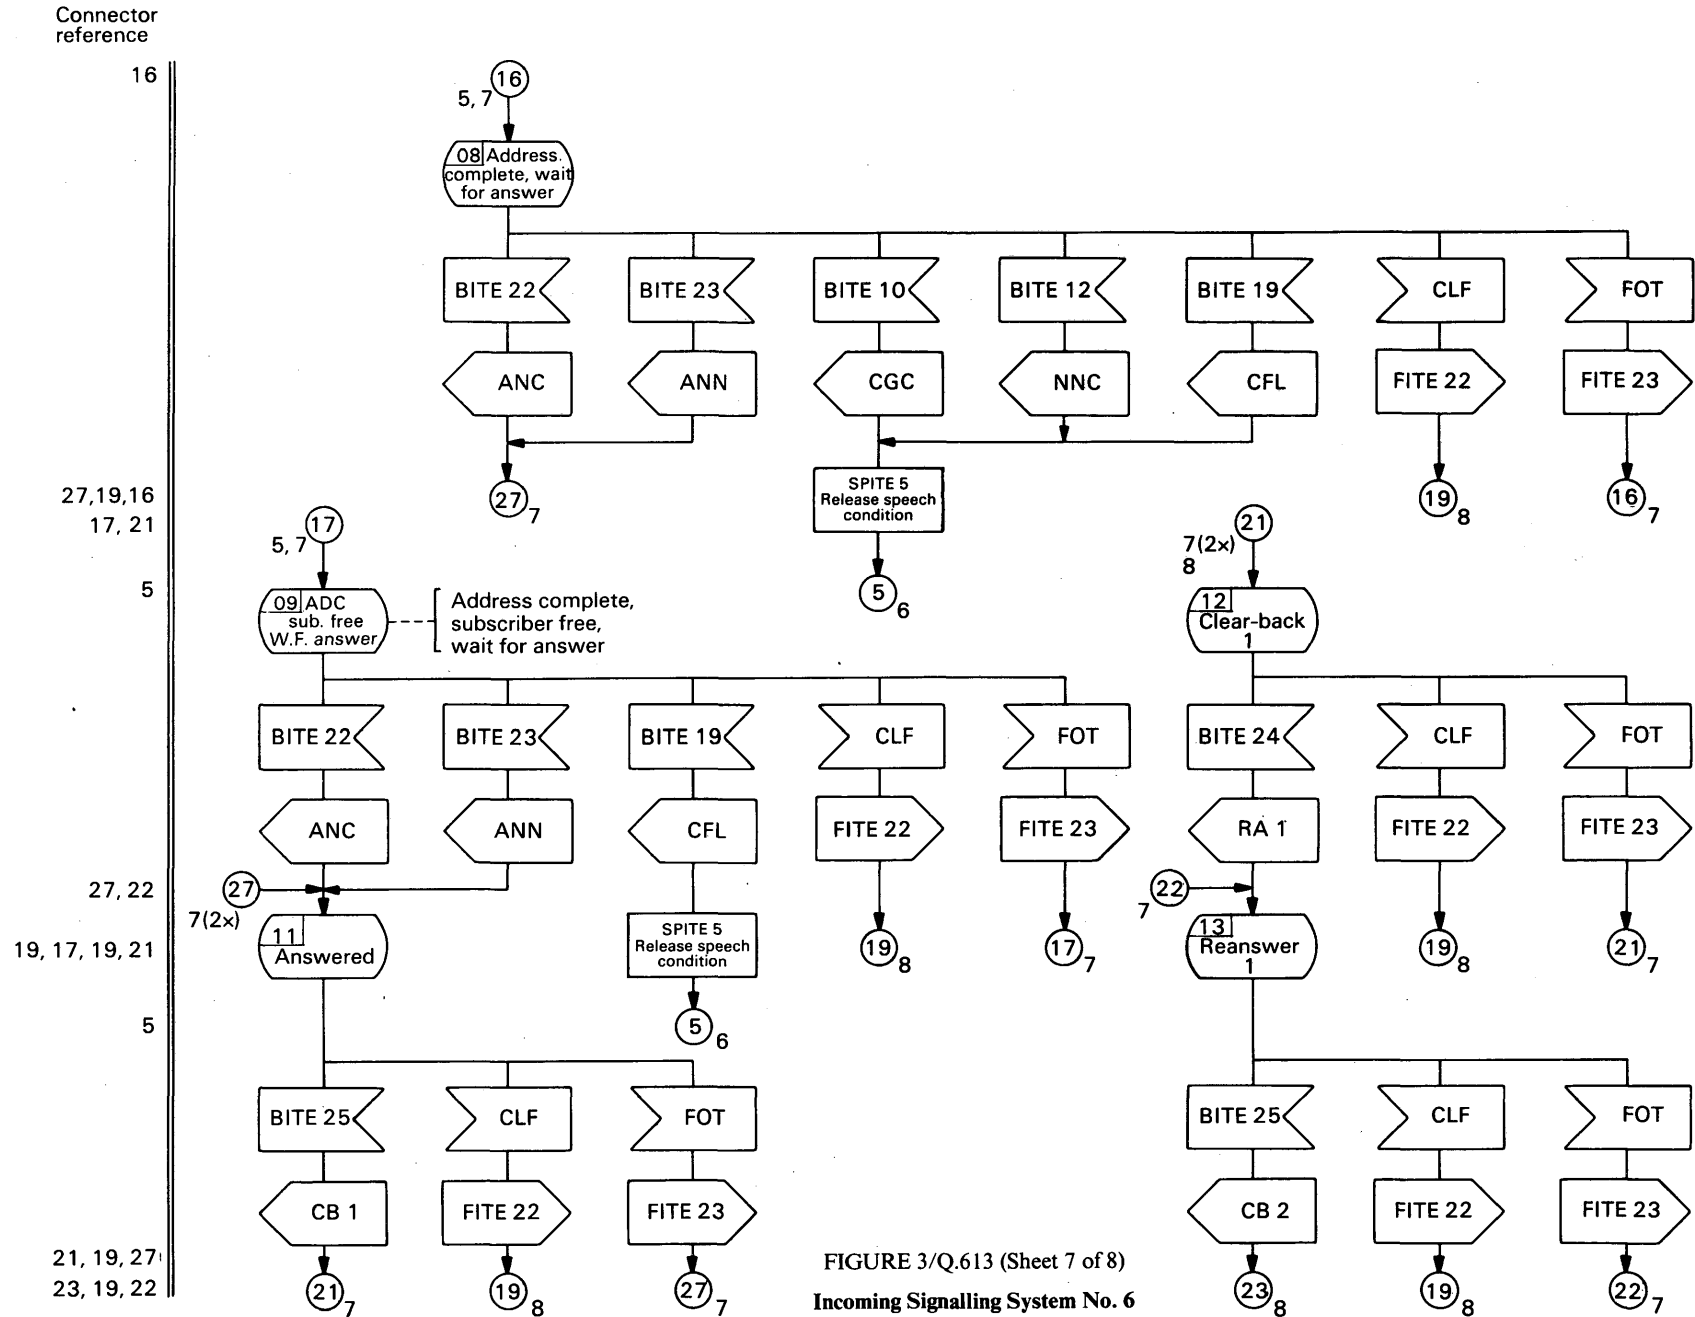 Connector
reference
16
16
5, 7
08 Address
complete, wait
for answer
BITE 22
BITE 23
BITE 10
BITE 12
BITE 19
CLF
FOT
ANC
ANN
CGC
NNC
CFL
FITE 22
FITE 23
27,19,16
27
7
SPITE 5
Release speech
condition
19
8
16
7
17, 21
17
5, 7
21
7(2×)
8
5
5
6
09 ADC
sub. free
W.F. answer
Address complete,
subscriber free,
wait for answer
12
Clear-back
1
BITE 22
BITE 23
BITE 19
CLF
FOT
BITE 24
CLF
FOT
ANC
ANN
CFL
FITE 22
FITE 23
RA 1
FITE 22
FITE 23
27, 22
27
7(2×)
22
7
19, 17, 19, 21
11
Answered
SPITE 5
Release speech
condition
19
8
17
7
13
Reanswer
1
19
8
21
7
5
5
6
BITE 25
CLF
FOT
BITE 25
CLF
FOT
CB 1
FITE 22
FITE 23
CB 2
FITE 22
FITE 23
21, 19, 27
23, 19, 22
21
7
19
8
27
7
23
8
19
8
22
7
FIGURE 3/Q.613 (Sheet 7 of 8)
Incoming Signalling System No. 6